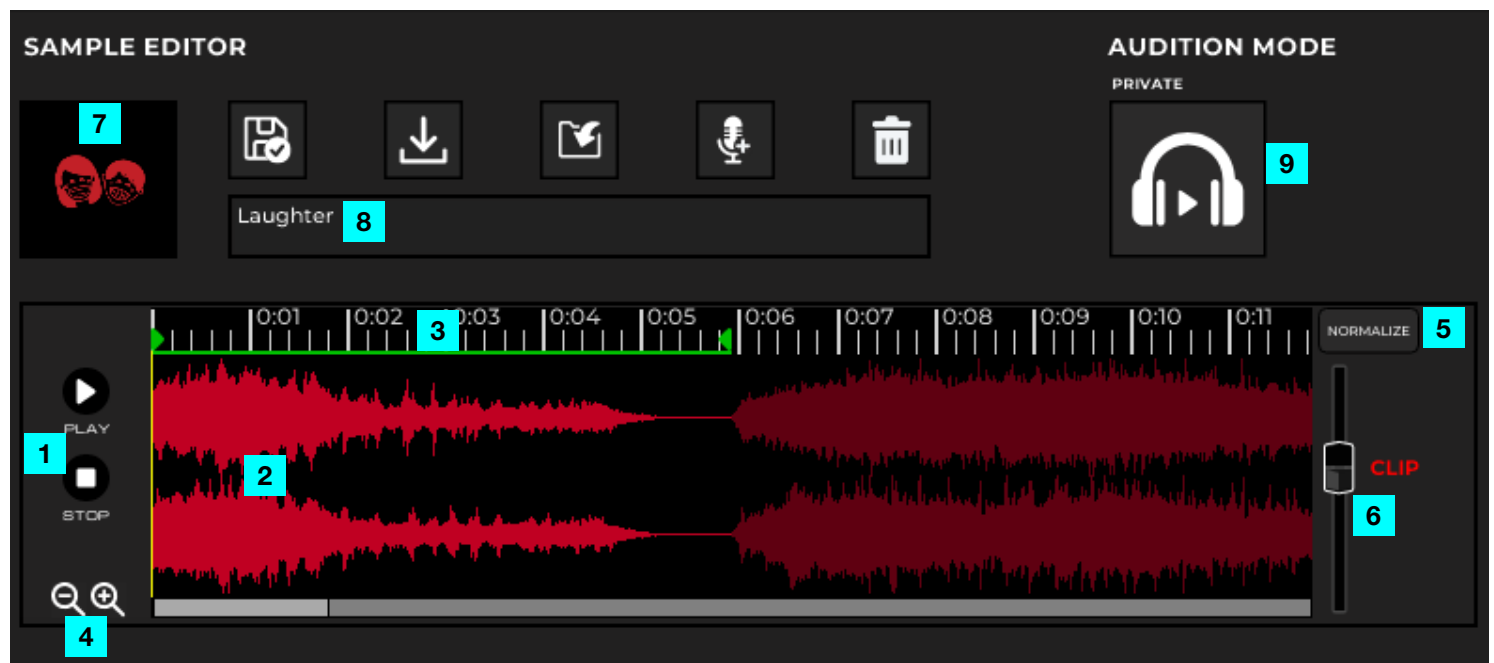 SAMPLE EDITOR
AUDITION MODE
PRIVATE
7
9
Laughter 8
0:01 0:02 3 0:03 0:04 0:05 0:06 0:07 0:08 0:09 0:10 0:11
NORMALIZE 5
PLAY
1
2
CLIP
STOP
6
4